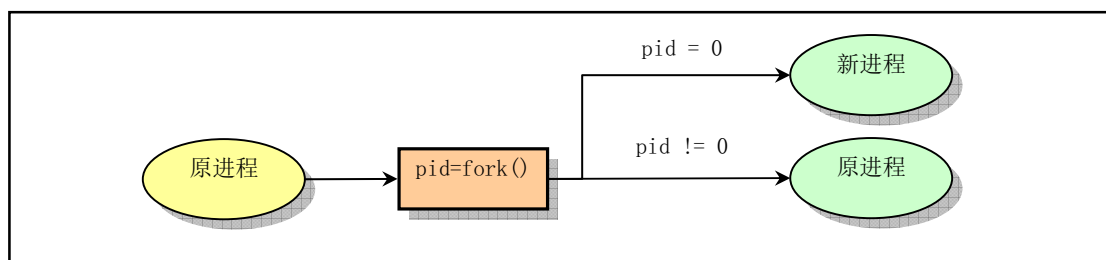 pid = 0
新进程
原进程
pid=fork()
pid != 0
原进程